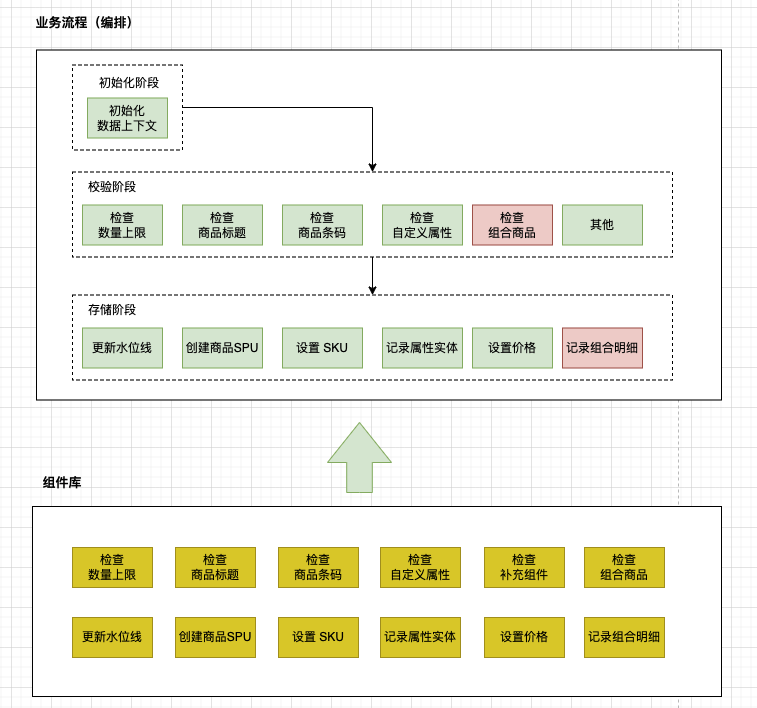 业务流程（编排）
初始化阶段
初始化
数据上下文
校验阶段
检查
数量上限
检查
商品标题
检查
商品条码
检查
自定义属性
检查
组合商品
其他
存储阶段
更新水位线
创建商品SPU
设置 SKU
记录属性实体
设置价格
记录组合明细
组件库
检查
数量上限
检查
商品标题
检查
商品条码
检查
自定义属性
检查
补充组件
检查
组合商品
更新水位线
创建商品SPU
设置 SKU
记录属性实体
设置价格
记录组合明细